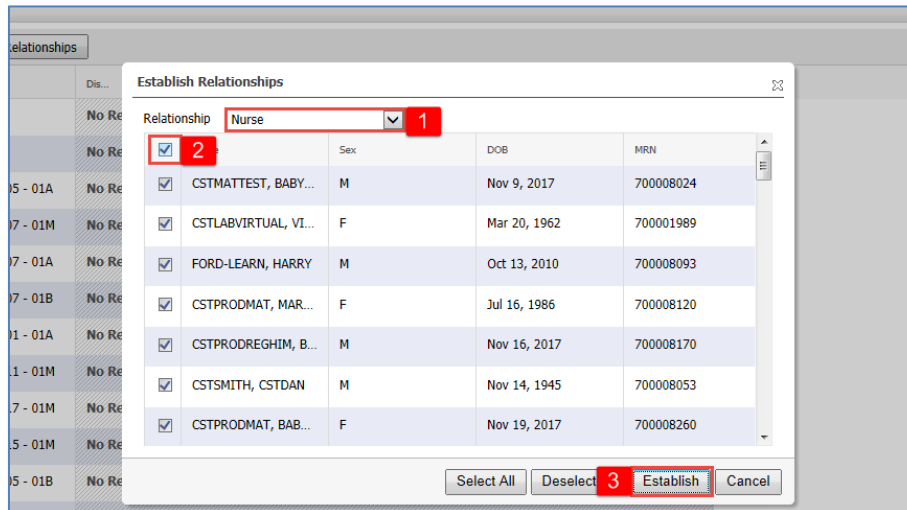 elationships
Establish Relationships
Dis...
Relationship Nurse 1
No Re
2 Sex DOB MRN
No Re
CSTMATTEST, BABY... M Nov 9, 2017 700008024
05 - 01A No Re
CSTLABVIRTUAL, VI... F Mar 20, 1962 700001989
07 - 01M No Re
FORD-LEARN, HARRY M Oct 13, 2010 700008093
07 - 01A No Re
CSTPRODMAT, MAR... F Jul 16, 1986 700008120
07 - 01B No Re
CSTPRODREGHIM, B... M Nov 16, 2017 700008170
01 - 01A No Re
CSTSMITH, CSTDAN M Nov 14, 1945 700008053
11 - 01M No Re
CSTPRODMAT, BAB... F Nov 19, 2017 700008260
17 - 01M No Re
15 - 01M No Re
05 - 01B No Re
Select All Deselect 3 Establish Cancel